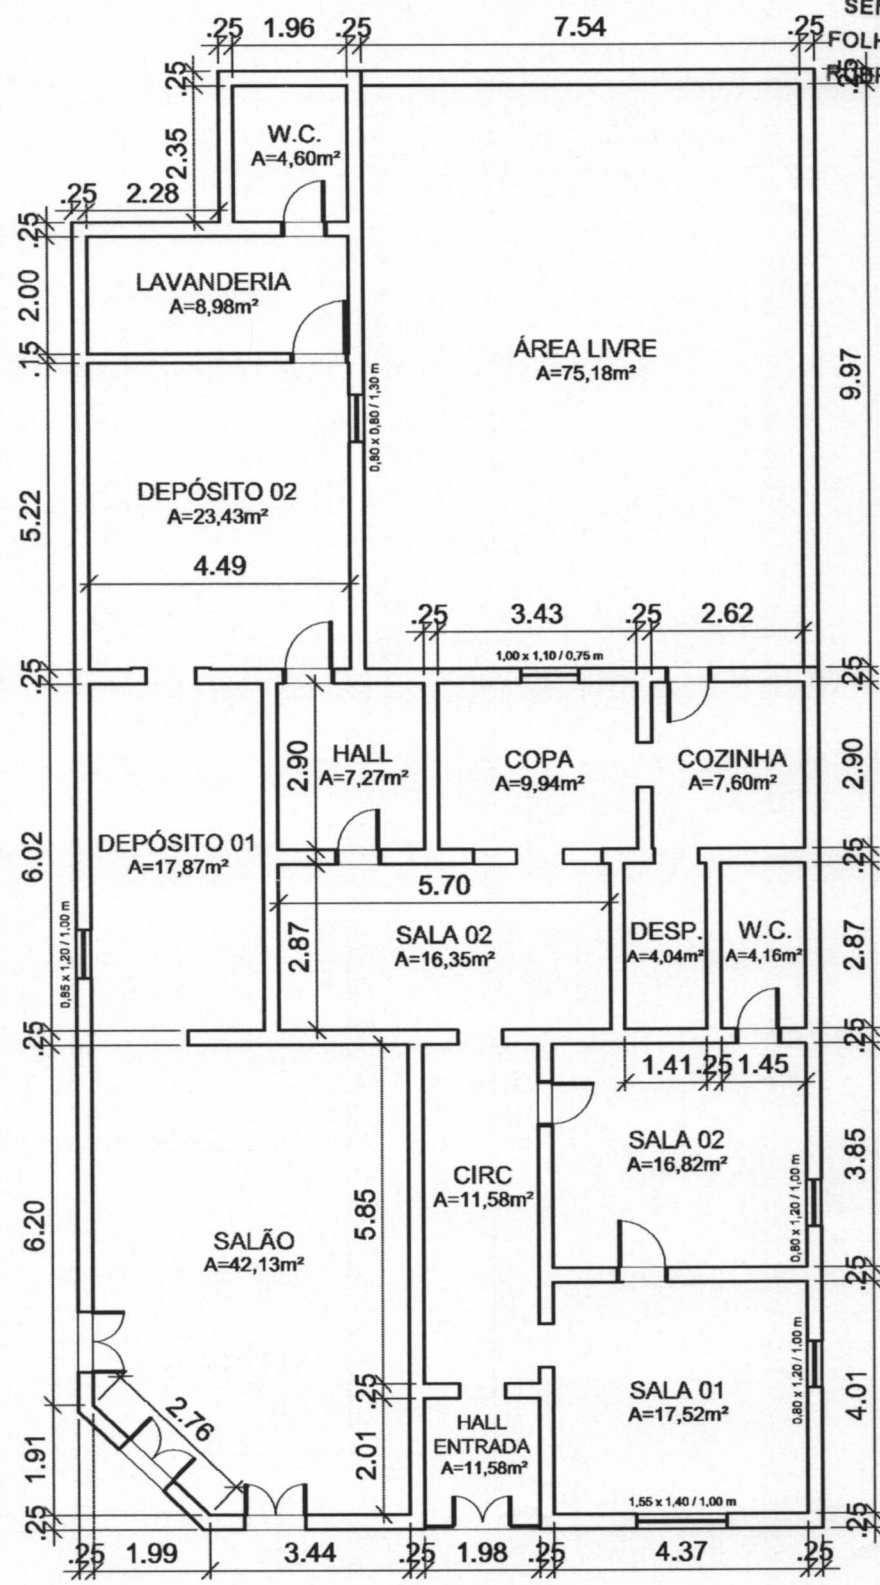 .25
1.96
.25
7.54
.25
.25
W.C.
A=4,60m²
2.35
.25
2.28
.25
LAVANDERIA
A=8,98m²
2.00
.15
ÁREA LIVRE
A=75,18m²
9.97
0,80 x 0,80 / 1,30 m
DEPÓSITO 02
A=23,43m²
5.22
4.49
.25
3.43
.25
2.62
1,00 x 1,10 / 0,75 m
.25
.25
2.90
HALL
A=7,27m²
COPA
A=9,94m²
COZINHA
A=7,60m²
2.90
DEPÓSITO 01
A=17,87m²
6.02
.25
5.70
0,85 x 1,20 / 1,00 m
2.87
SALA 02
A=16,35m²
DESP.
A=4,04m²
W.C.
A=4,16m²
2.87
.25
.25
1.41
.25
1.45
SALA 02
A=16,82m²
3.85
0,80 x 1,20 / 1,00 m
CIRC
A=11,58m²
5.85
6.20
SALÃO
A=42,13m²
.25
0,80 x 1,20 / 1,00 m
.25
SALA 01
A=17,52m²
4.01
2.76
HALL
ENTRADA
A=11,58m²
2.01
1.91
1,55 x 1,40 / 1,00 m
.25
.25
.25
1.99
3.44
.25
1.98
.25
4.37
.25